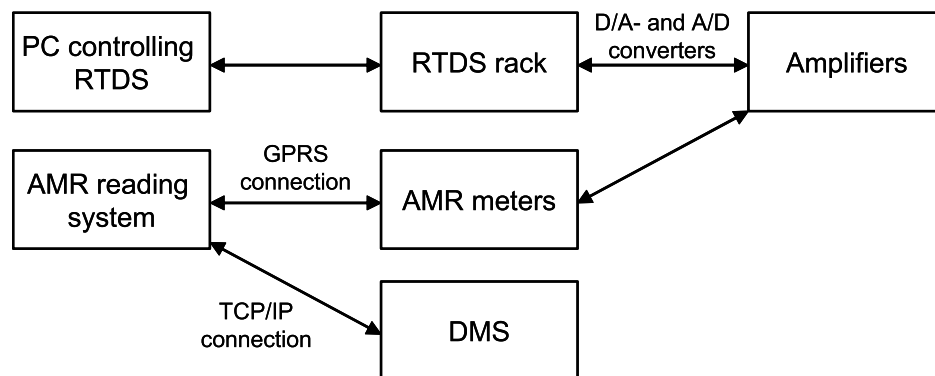 PC controlling
RTDS
RTDS rack
D/A- and A/D
converters
Amplifiers
AMR reading
system
GPRS
connection
AMR meters
TCP/IP
connection
DMS